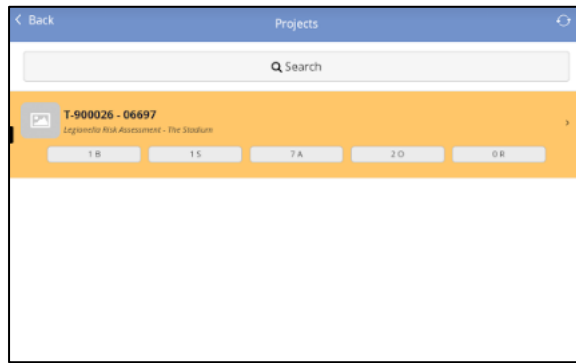 Back
Projects
Search
T-900026 - 06697
Legionella Risk Assessment - The Stadium
1 B 1 S 7 A 2 O 0 R